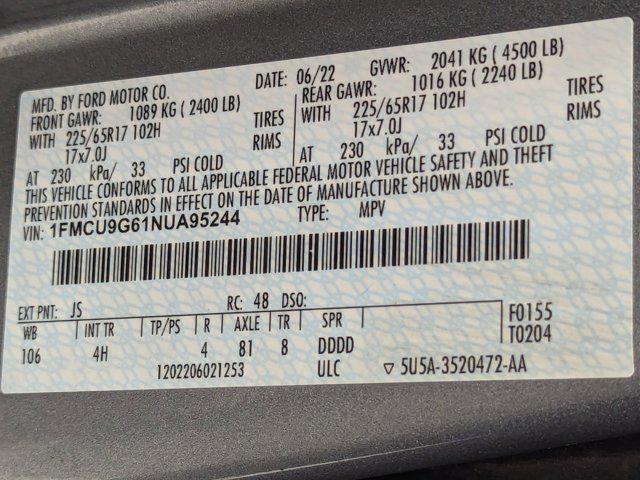 MFD. BY FORD MOTOR CO. DATE: 06/22 GVWR: 2041 KG ( 4500 LB)
FRONT GAWR: 1089 KG ( 2400 LB) REAR GAWR: 1016 KG ( 2240 LB)
WITH 225/65R17 102H TIRES WITH 225/65R17 102H TIRES
17x7.0J RIMS 17x7.0J RIMS
AT 230 kPa/ 33 PSI COLD AT 230 kPa/ 33 PSI COLD
THIS VEHICLE CONFORMS TO ALL APPLICABLE FEDERAL MOTOR VEHICLE SAFETY AND THEFT
PREVENTION STANDARDS IN EFFECT ON THE DATE OF MANUFACTURE SHOWN ABOVE.
VIN: 1FMCU9G61NUA95244 TYPE: MPV
EXT PNT: JS RC: 48 DSO: F0155
WB INT TR TP/PS R AXLE TR SPR T0204
106 4H 4 81 8 DDDD
1202206021253 ULC ▽ 5U5A-3520472-AA